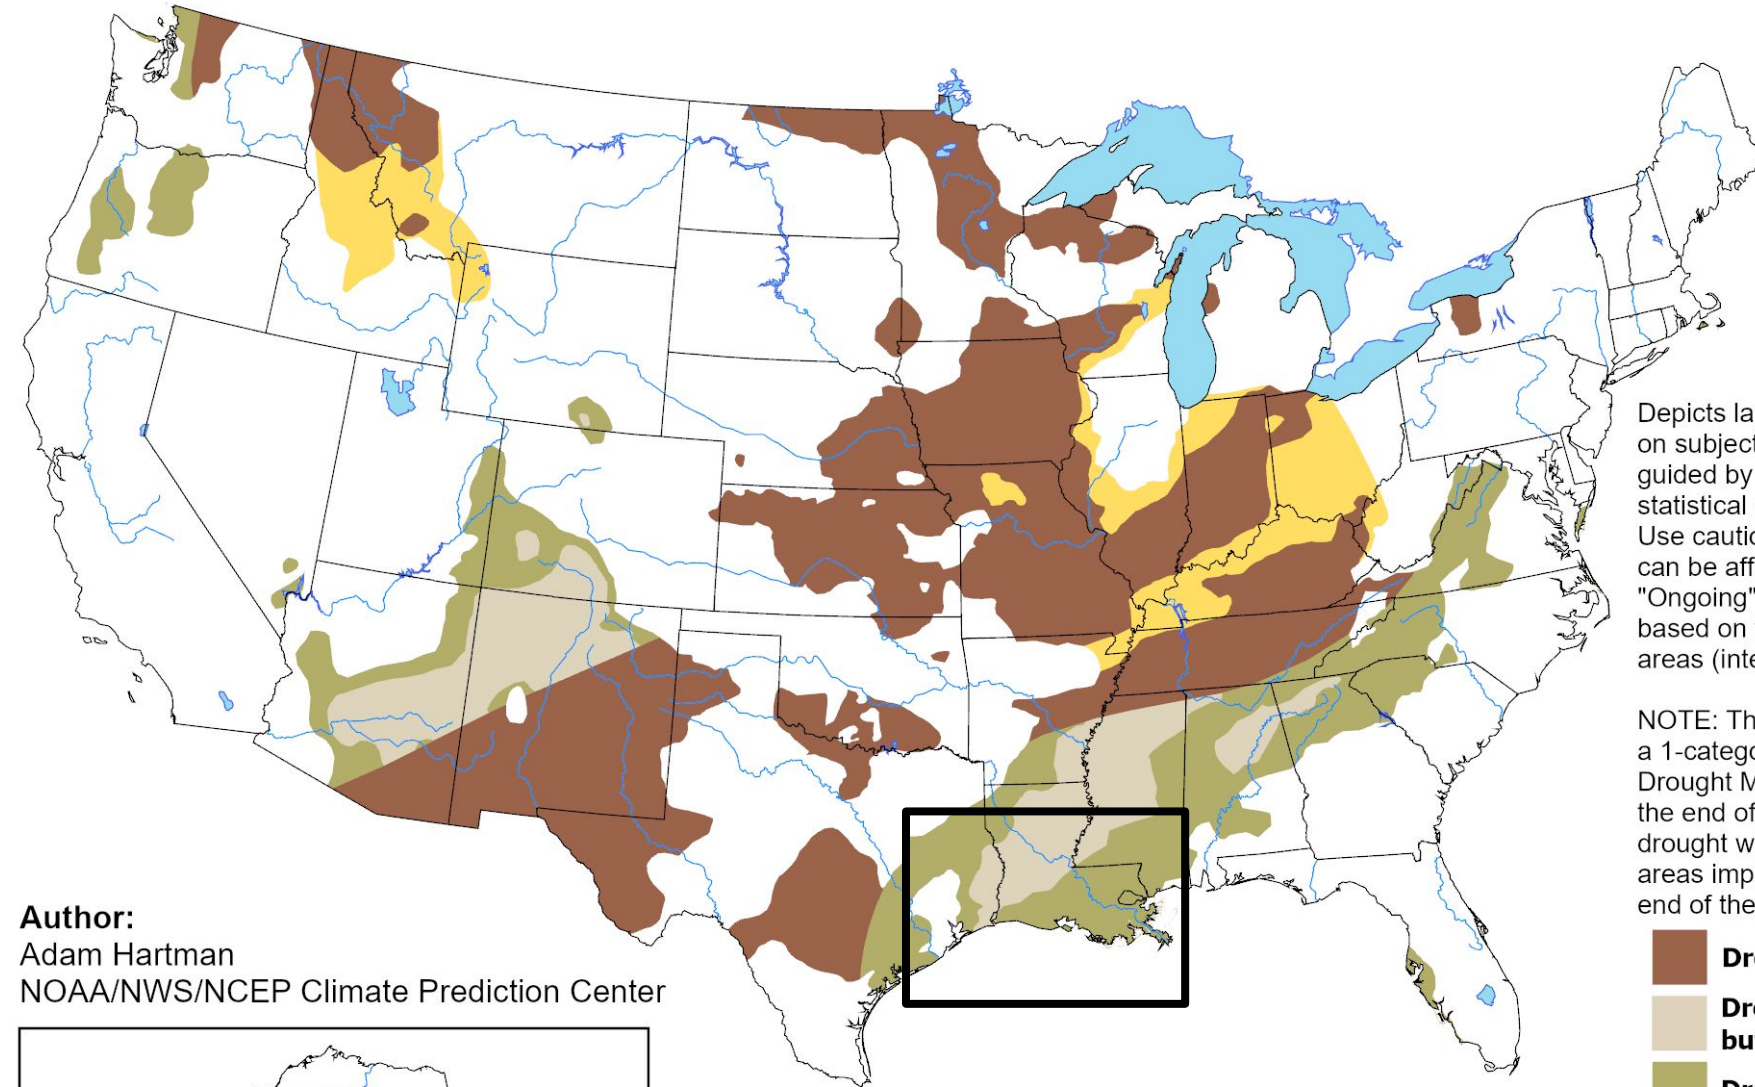 Depicts la
on subject
guided by
statistical
Use cautio
can be aff
"Ongoing"
based on
areas (inte
NOTE: Th
a 1-catego
Drought M
the end of
drought w
areas imp
end of the
Author:
Adam Hartman
NOAA/NWS/NCEP Climate Prediction Center
Dr
Dr
bu